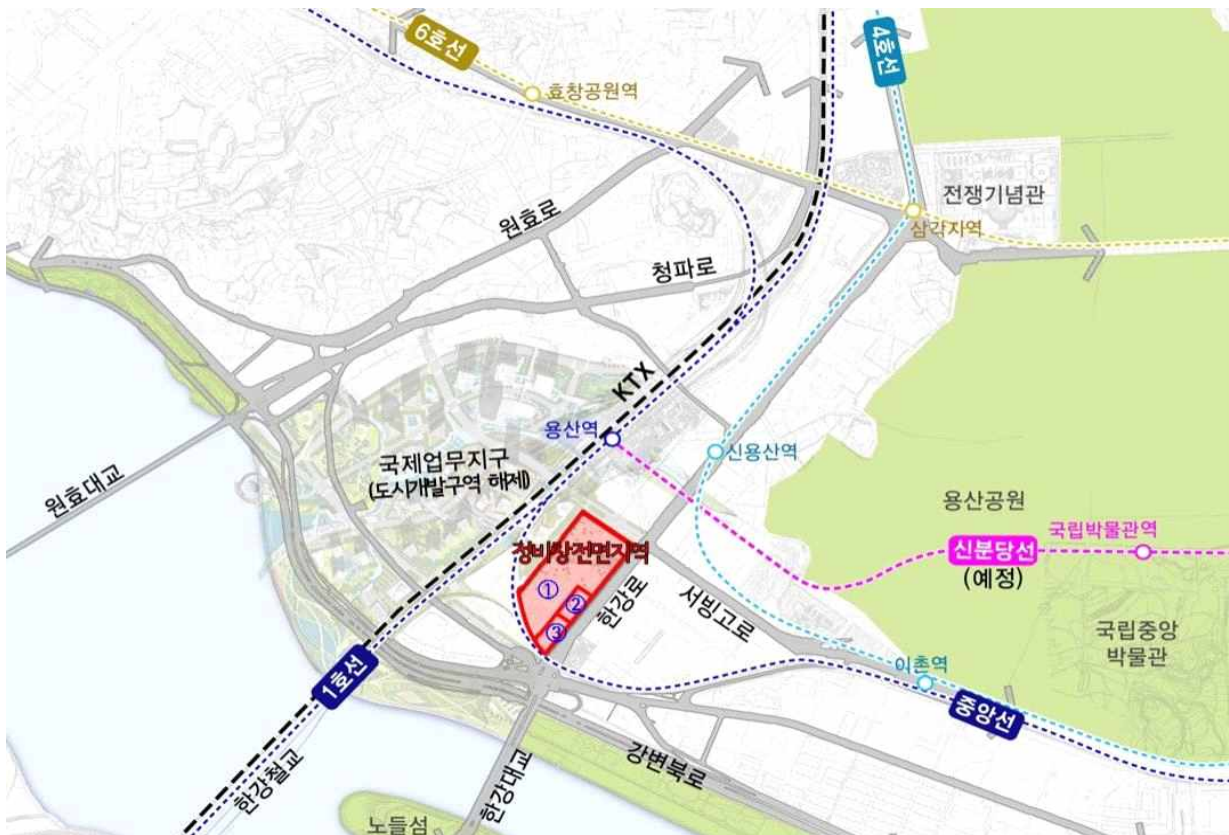 6호선
4호선
효창공원역
전쟁기념관
삼각지역
원효로
청파로
KTX
용산역
신용산역
국제업무지구
(도시개발구역 해제)
원효대교
용산공원
국립박물관역
신분당선
(예정)
정비창전면지역
①
②
③
한강로
서빙고로
국립중앙
박물관
이촌역
1호선
중앙선
강변북로
한강철교
한강대교
노들섬